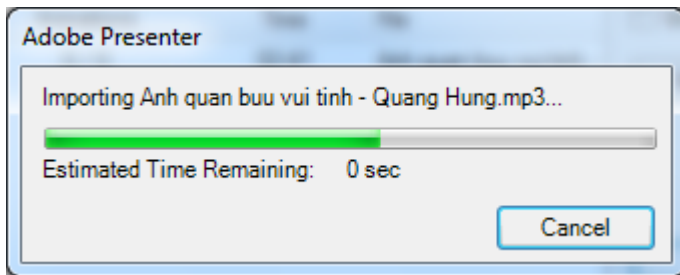 Adobe Presenter
Importing Anh quan buu vui tinh - Quang Hung.mp3...
Estimated Time Remaining: 0 sec
Cancel